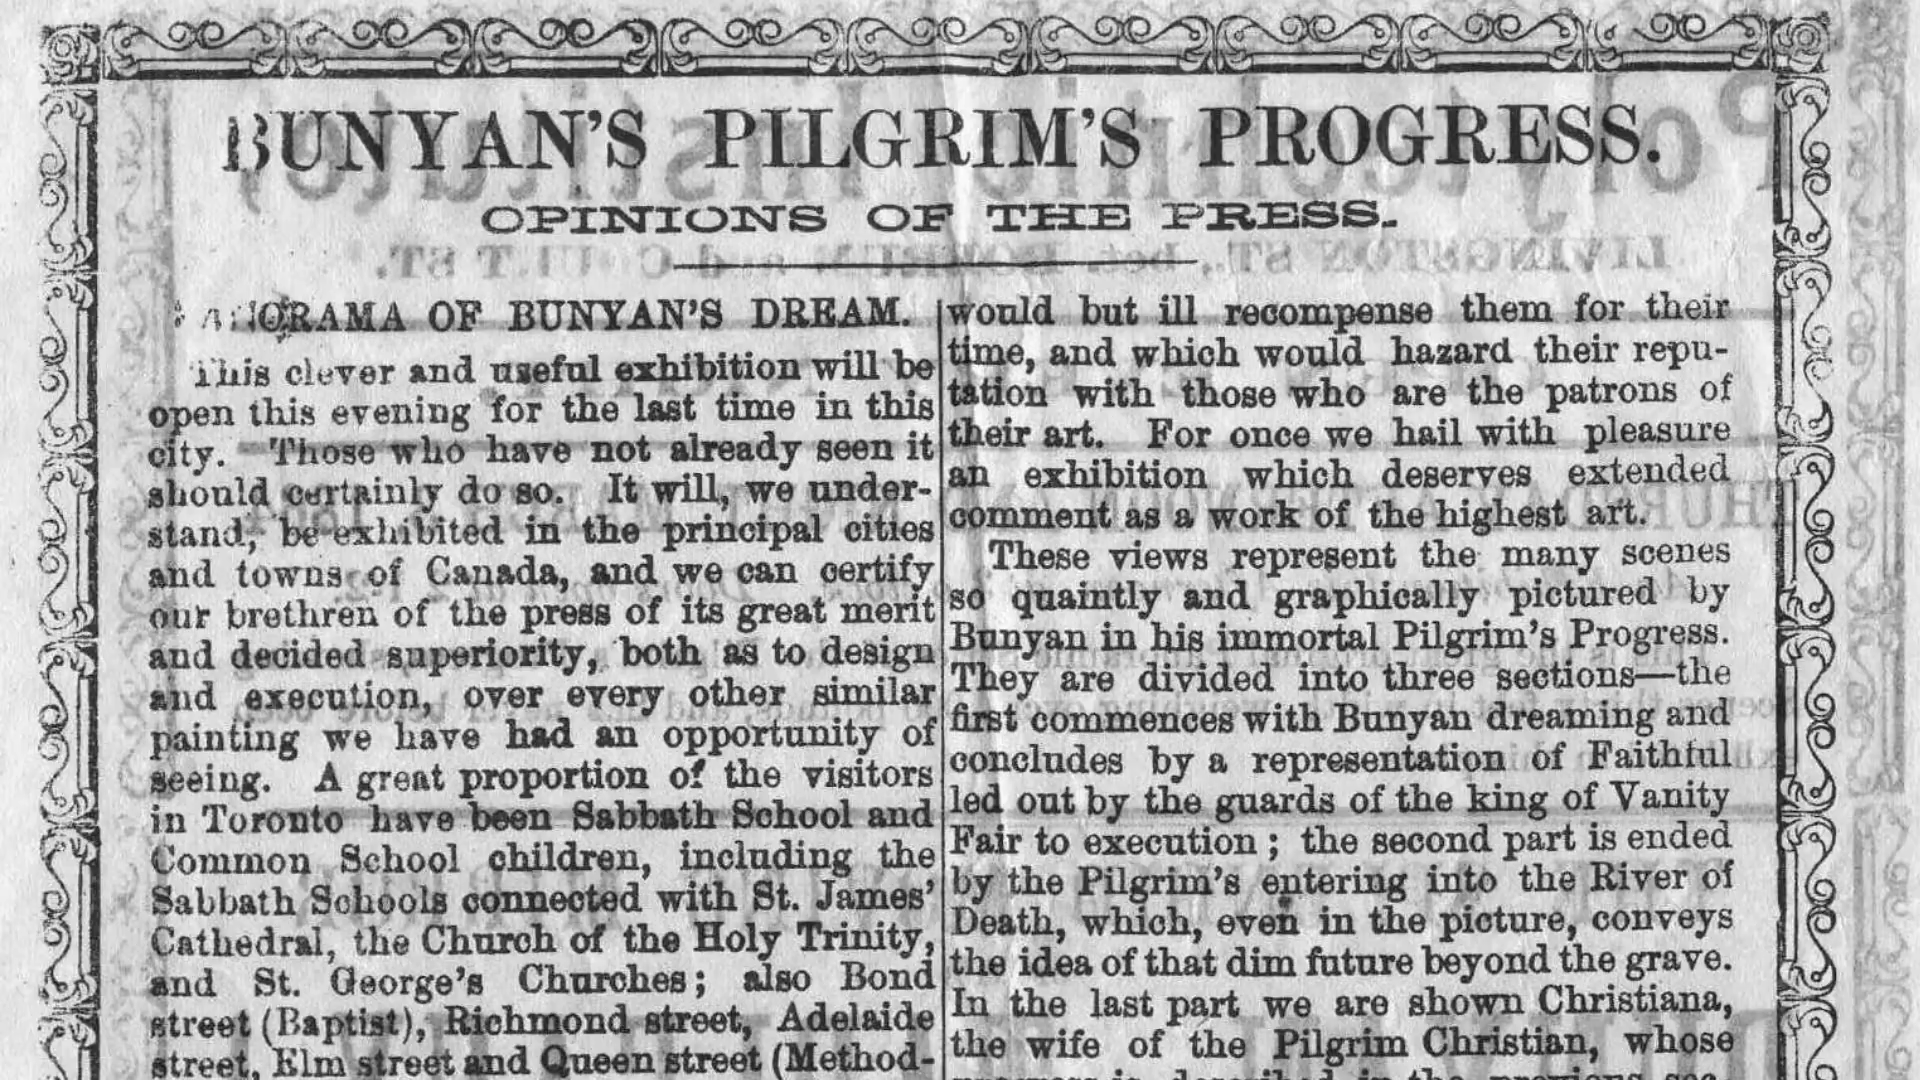 BUNYAN'S PILGRIM'S PROGRESS.
OPINIONS OF THE PRESS.
PANORAMA OF BUNYAN'S DREAM.
This clever and useful exhibition will be
open this evening for the last time in this
city. Those who have not already seen it
should certainly do so. It will, we under-
stand, be exhibited in the principal cities
and towns of Canada, and we can certify
our brethren of the press of its great merit
and decided superiority, both as to design
and execution, over every other similar
painting we have had an opportunity of
seeing. A great proportion of the visitors
in Toronto have been Sabbath School and
Common School children, including the
Sabbath Schools connected with St. James'
Cathedral, the Church of the Holy Trinity,
and St. George's Churches; also Bond
street (Baptist), Richmond street, Adelaide
street, Elm street and Queen street (Method-
would but ill recompense them for their
time, and which would hazard their repu-
tation with those who are the patrons of
their art. For once we hail with pleasure
an exhibition which deserves extended
comment as a work of the highest art.
These views represent the many scenes
so quaintly and graphically pictured by
Bunyan in his immortal Pilgrim's Progress.
They are divided into three sections—the
first commences with Bunyan dreaming and
concludes by a representation of Faithful
led out by the guards of the king of Vanity
Fair to execution; the second part is ended
by the Pilgrim's entering into the River of
Death, which, even in the picture, conveys
the idea of that dim future beyond the grave.
In the last part we are shown Christiana,
the wife of the Pilgrim Christian, whose